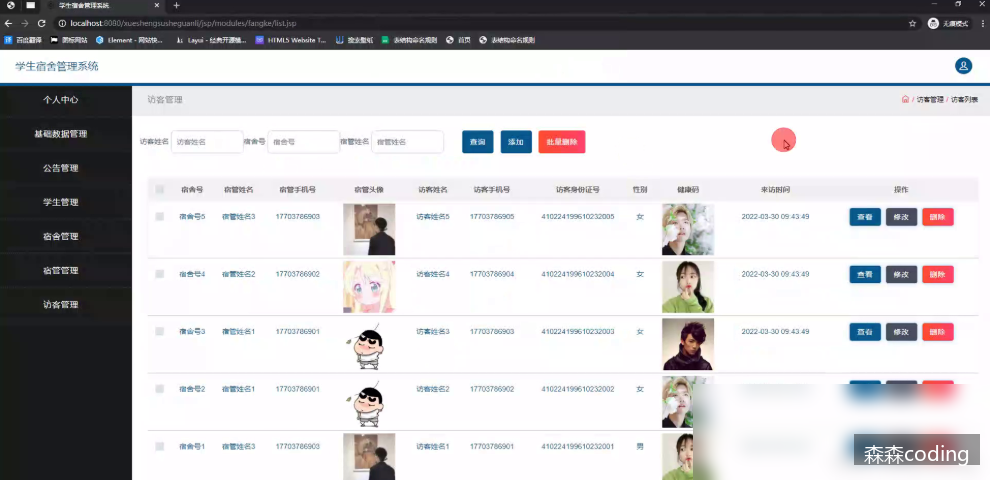 学生宿舍管理系统
localhost:8080/xueshengsusheguanli/jsp/modules/fangke/list.jsp
无痕模式
百度翻译 图标网站 Element - 网站快... Layui - 经典开源模... HTML5 Website T... 搜业壁纸 表结构命名规则 首页 表结构命名规则
学生宿舍管理系统
个人中心
基础数据管理
公告管理
学生管理
宿舍管理
宿管管理
访客管理
访客管理
/ 访客管理 / 访客列表
访客姓名 访客姓名 宿舍号 宿舍号 宿管姓名 宿管姓名 查询 添加 批量删除
宿舍号 宿管姓名 宿管手机号 宿管头像 访客姓名 访客手机号 访客身份证号 性别 健康码 来访时间 操作
宿舍号5 宿管姓名3 17703786903 访客姓名5 17703786905 410224199610232005 女 2022-03-30 09:43:49 查看 修改 删除
宿舍号4 宿管姓名2 17703786902 访客姓名4 17703786904 410224199610232004 女 2022-03-30 09:43:49 查看 修改 删除
宿舍号3 宿管姓名1 17703786901 访客姓名3 17703786903 410224199610232003 女 2022-03-30 09:43:49 查看 修改 删除
宿舍号2 宿管姓名1 17703786901 访客姓名2 17703786902 410224199610232002 女
宿舍号1 宿管姓名3 17703786903 访客姓名1 17703786901 410224199610232001 男
森森coding